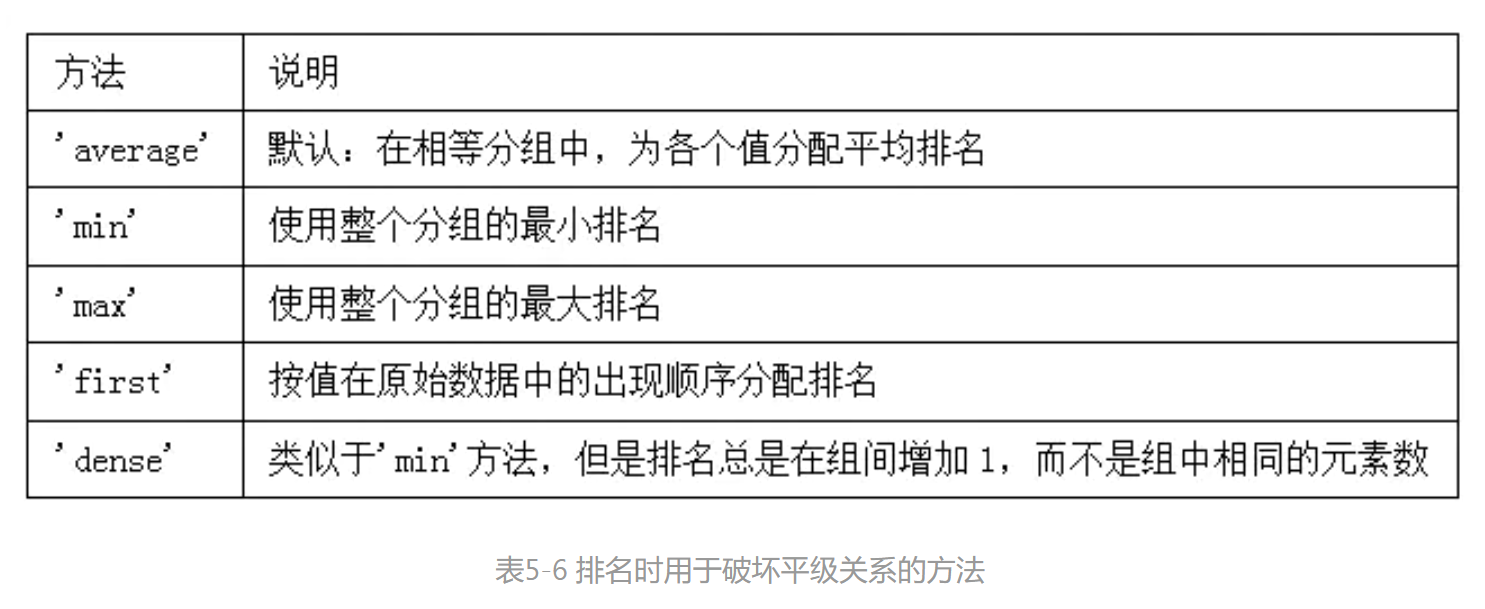 方法 说明
'average' 默认：在相等分组中，为各个值分配平均排名
'min' 使用整个分组的最小排名
'max' 使用整个分组的最大排名
'first' 按值在原始数据中的出现顺序分配排名
'dense' 类似于'min'方法，但是排名总是在组间增加1，而不是组中相同的元素数
表5-6 排名时用于破坏平级关系的方法